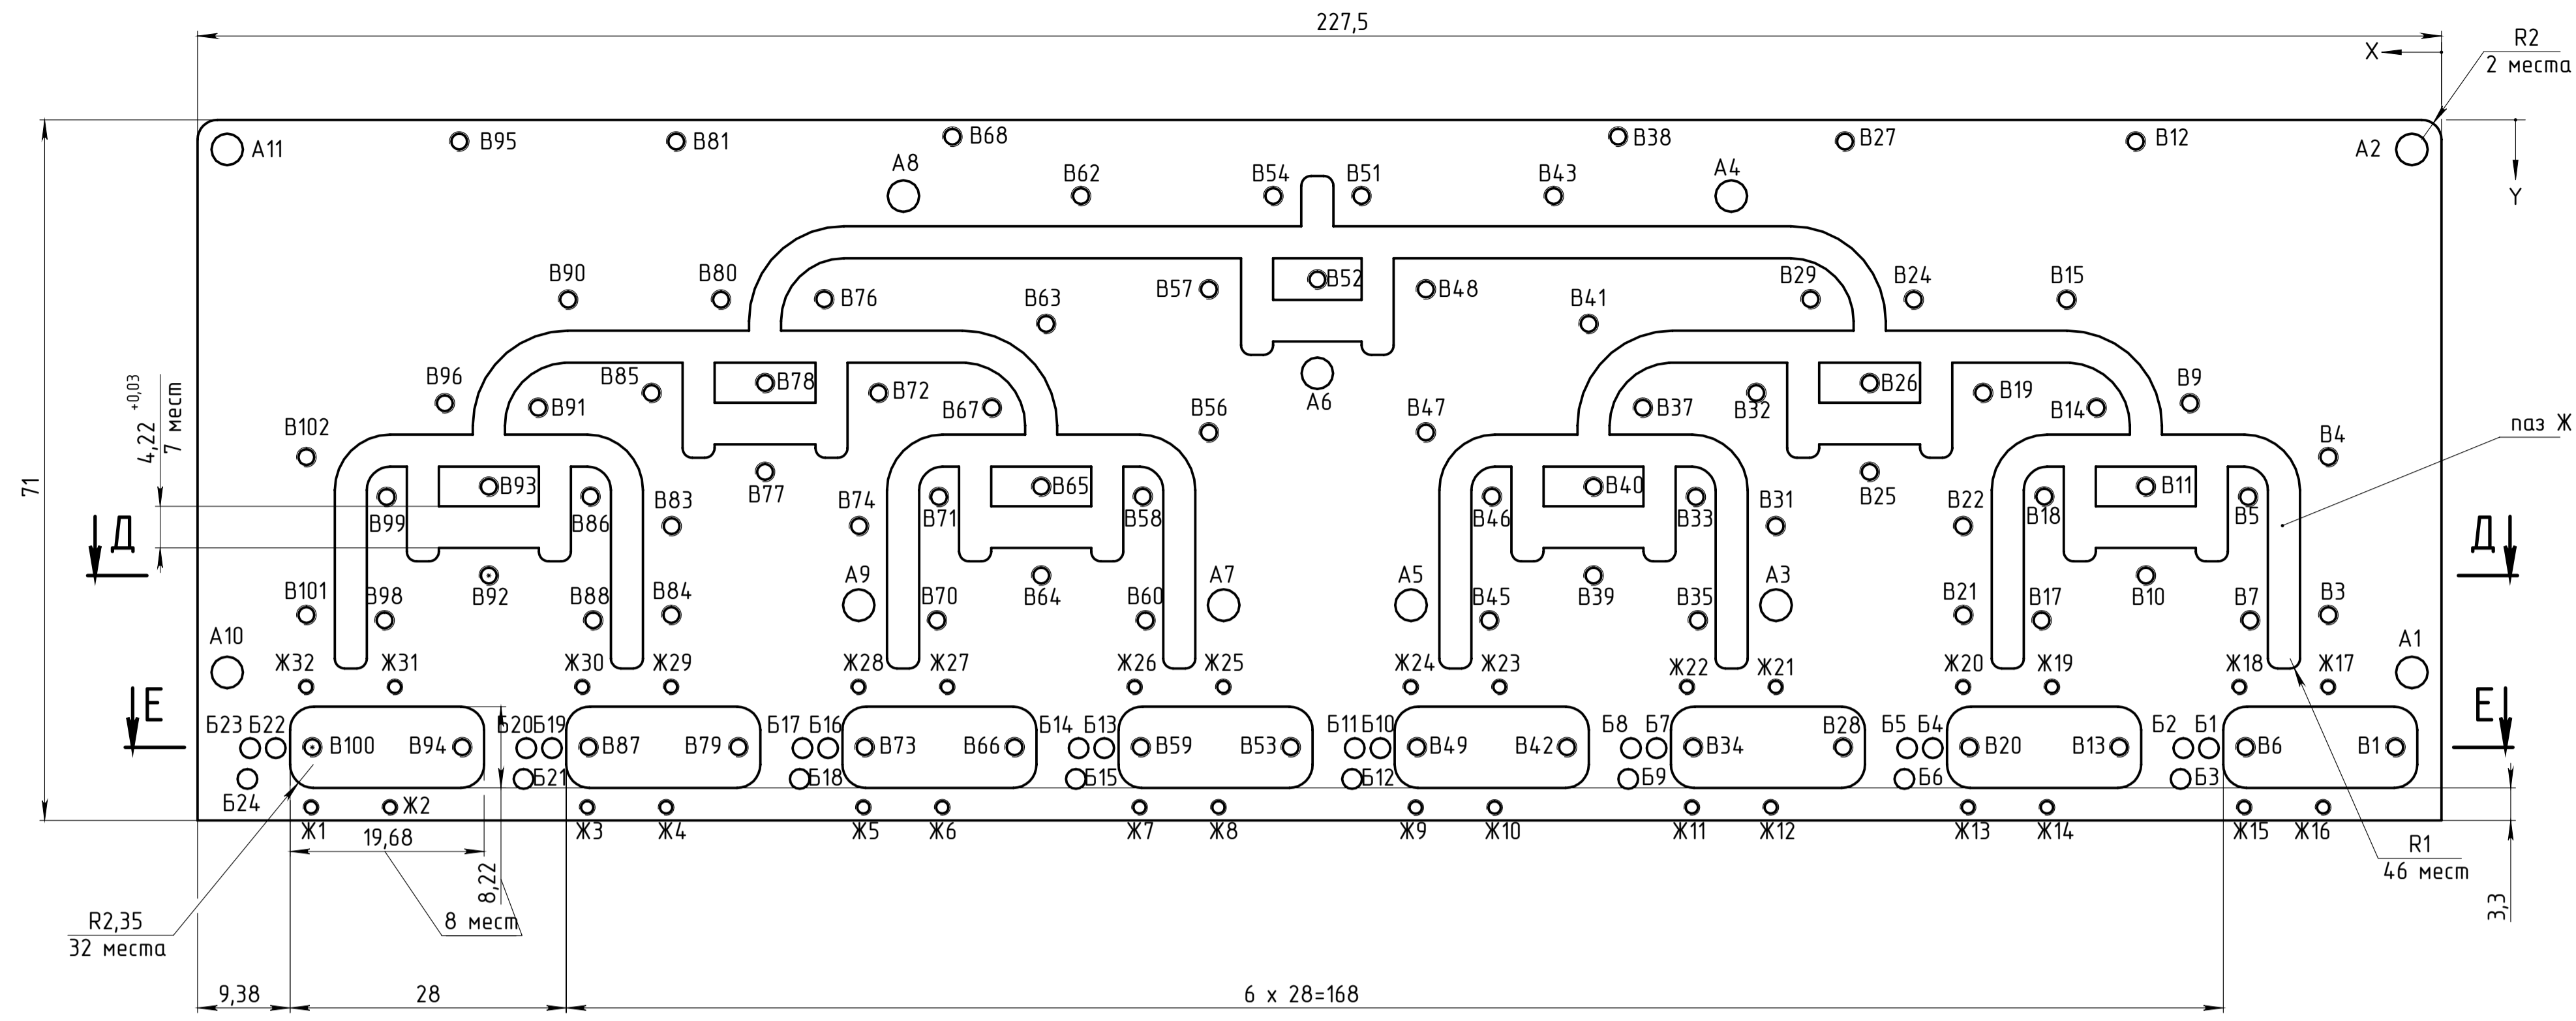 227,5
X
R2
2 места
A11
B95
B81
B68
B38
B27
B12
A2
A8
B62
B54
B51
B43
A4
Y
B90
B80
B76
B63
B57
B52
B48
B41
B29
B24
B15
71
4,22 +0,03
7 мест
B96
B91
B85
B78
B72
B67
B56
A6
B47
B37
B32
B26
B19
B14
B9
паз Ж
B102
B4
B93
B77
B65
B40
B25
B11
B99
B86
B83
B74
B71
B58
B46
B33
B31
B22
B18
B5
Д
Д
B101
B98
B92
B88
B84
A9
B70
B64
B60
A7
A5
B45
B39
B35
A3
B21
B17
B10
B7
B3
A10
A1
Ж32
Ж31
Ж30
Ж29
Ж28
Ж27
Ж26
Ж25
Ж24
Ж23
Ж22
Ж21
Ж20
Ж19
Ж18
Ж17
Е
Е
Б23
Б22
B100
B94
Б20
Б19
B87
B79
Б17
Б16
B73
B66
Б14
Б13
B59
B53
Б11
Б10
B49
B42
Б8
Б7
B34
B28
Б5
Б4
B20
B13
Б2
Б1
B6
B1
Б24
Б21
Б18
Б15
Б12
Б9
Б6
Б3
Ж1
Ж2
Ж3
Ж4
Ж5
Ж6
Ж7
Ж8
Ж9
Ж10
Ж11
Ж12
Ж13
Ж14
Ж15
Ж16
19,68
8,22
8 мест
R2,35
32 места
R1
46 мест
3,3
9,38
28
6 x 28=168